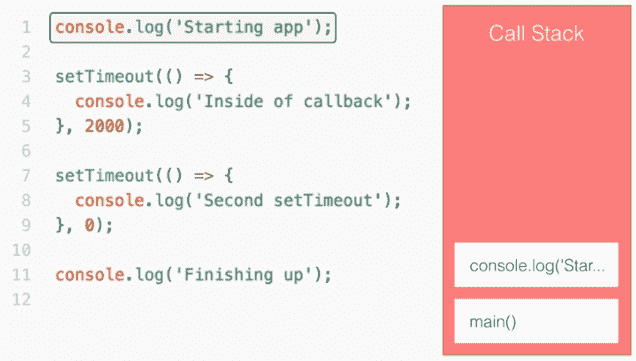 1 console.log('Starting app');
2
3 setTimeout(() => {
4   console.log('Inside of callback');
5 }, 2000);
6
7 setTimeout(() => {
8   console.log('Second setTimeout');
9 }, 0);
10
11 console.log('Finishing up');
12
Call Stack
console.log('Star...
main()